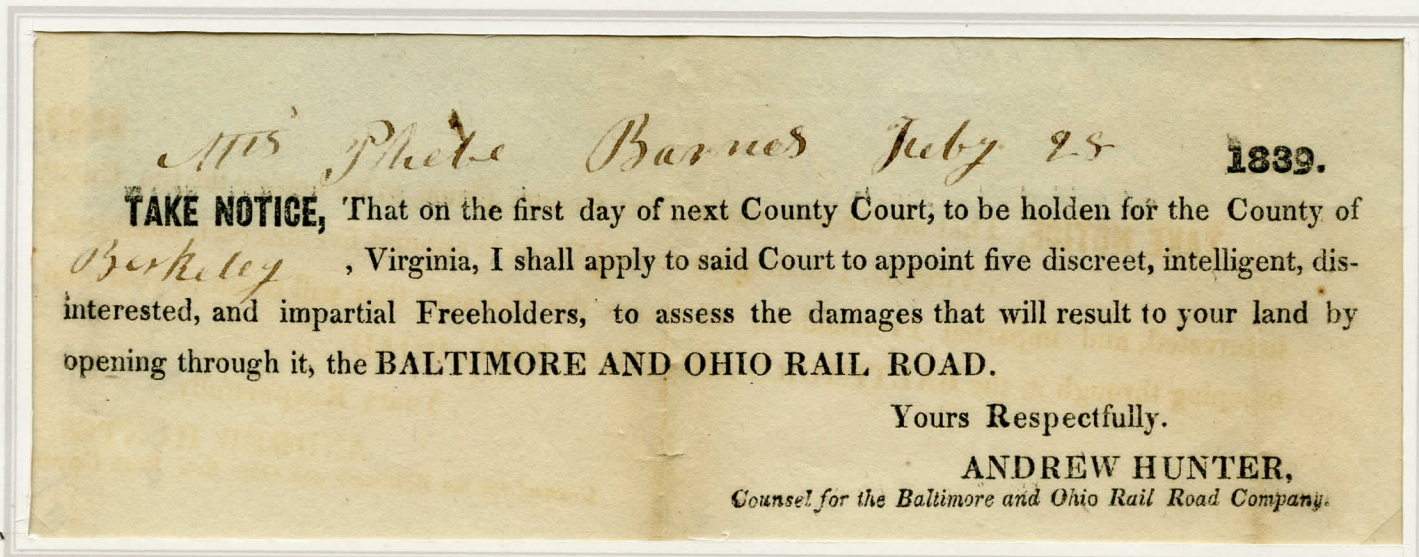 Mrs Phebe Barnes Feby 28 1839.
TAKE NOTICE, That on the first day of next County Court, to be holden for the County of
Berkeley , Virginia, I shall apply to said Court to appoint five discreet, intelligent, dis-
interested, and impartial Freeholders, to assess the damages that will result to your land by
opening through it, the BALTIMORE AND OHIO RAIL ROAD.
Yours Respectfully.
ANDREW HUNTER,
Counsel for the Baltimore and Ohio Rail Road Company.